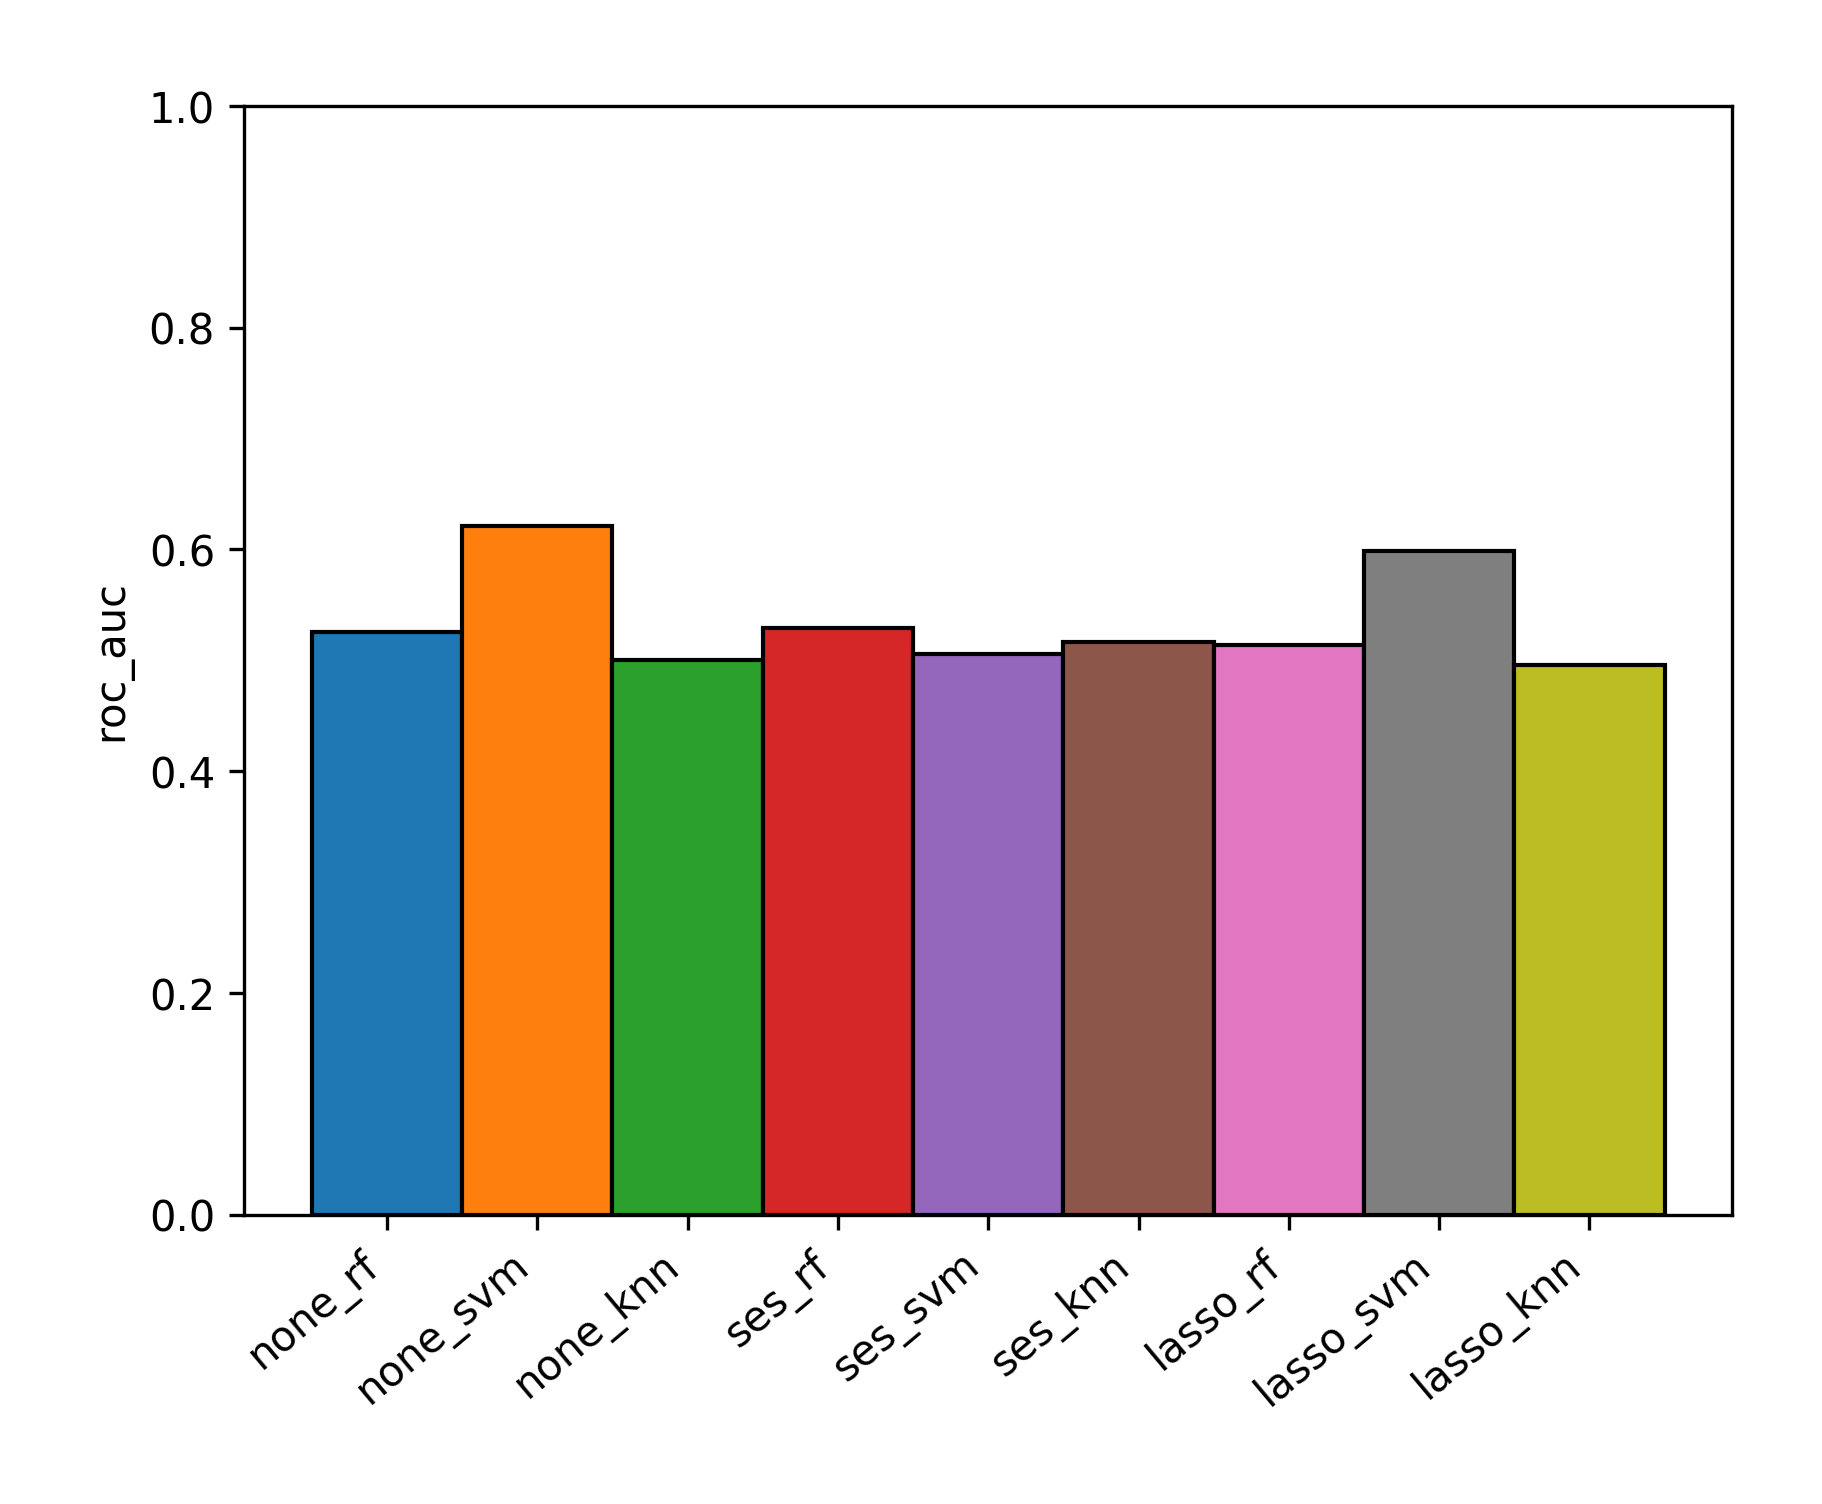 1.0
0.8
0.6
0.4
0.2
0.0
roc_auc
none_rf
none_svm
none_knn
ses_rf
ses_svm
ses_knn
lasso_rf
lasso_svm
lasso_knn